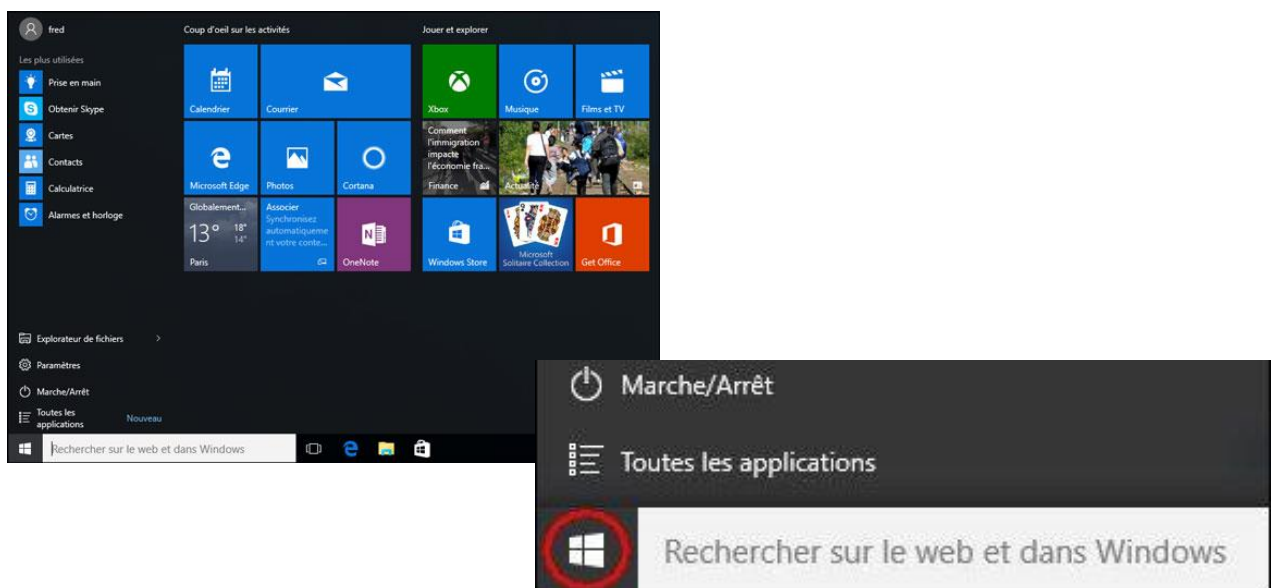 fred
Les plus utilisées
Prise en main
Obtenir Skype
Cartes
Contacts
Calculatrice
Alarmes et horloge
Explorateur de fichiers
Paramètres
Marche/Arrêt
Toutes les
applications
Nouveau
Rechercher sur le web et dans Windows
Coup d'oeil sur les activités
Calendrier
Courrier
Microsoft Edge
Photos
Cortana
Globalement...
13° 18°
14°
Paris
Associer
Synchronisez
automatiqueme
nt votre conte...
OneNote
Jouer et explorer
Xbox
Musique
Films et TV
Comment
l'immigration
impacte
l'économie fra...
Finance
Actualité
Windows Store
Microsoft
Solitaire Collection
Get Office
Marche/Arrêt
Toutes les applications
Rechercher sur le web et dans Windows